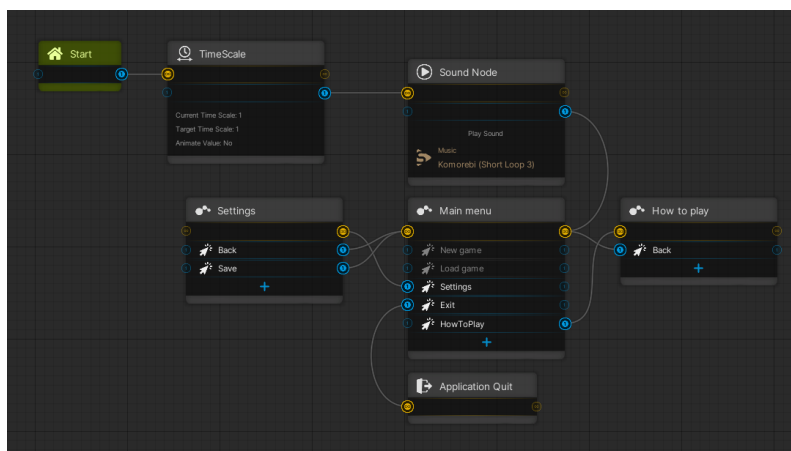 Start
TimeScale
Current Time Scale: 1
Target Time Scale: 1
Animate Value: No
Sound Node
Play Sound
Music
Komorebi (Short Loop 3)
Settings
Back
Save
Main menu
New game
Load game
Settings
Exit
HowToPlay
How to play
Back
Application Quit